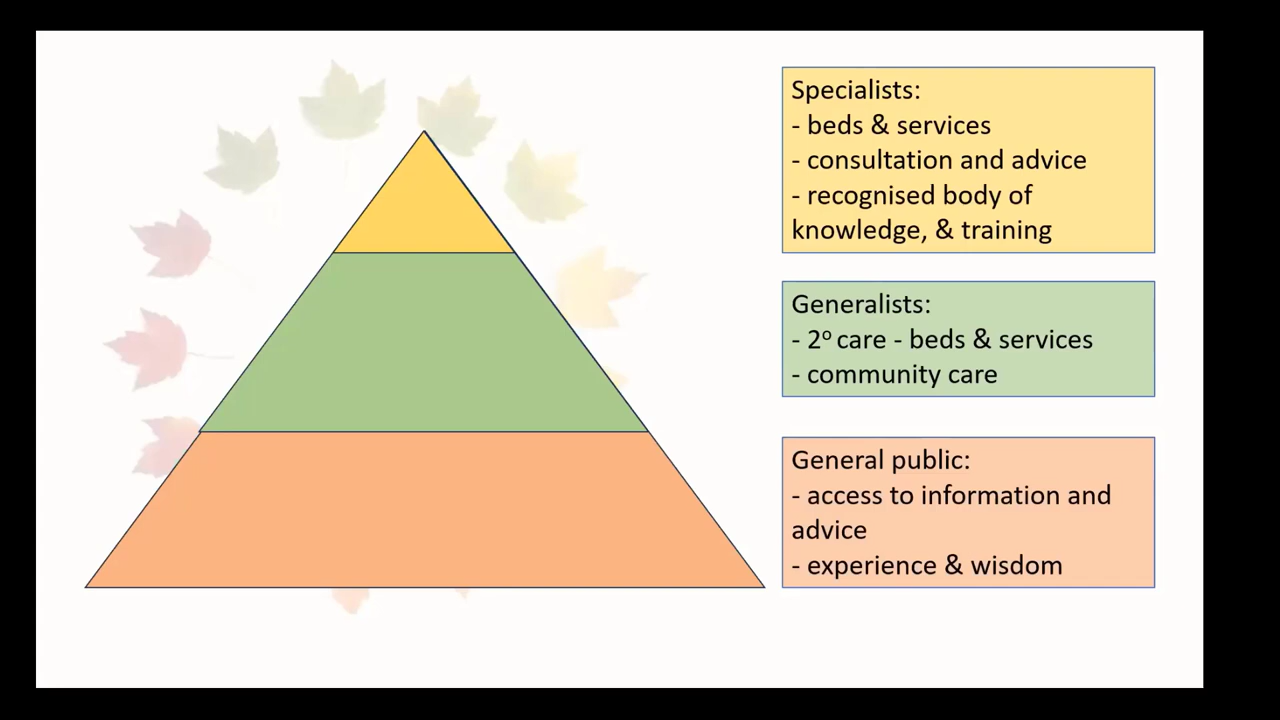 Specialists:
- beds & services
- consultation and advice
- recognised body of
knowledge, & training
Generalists:
- 2º care - beds & services
- community care
General public:
- access to information and
advice
- experience & wisdom